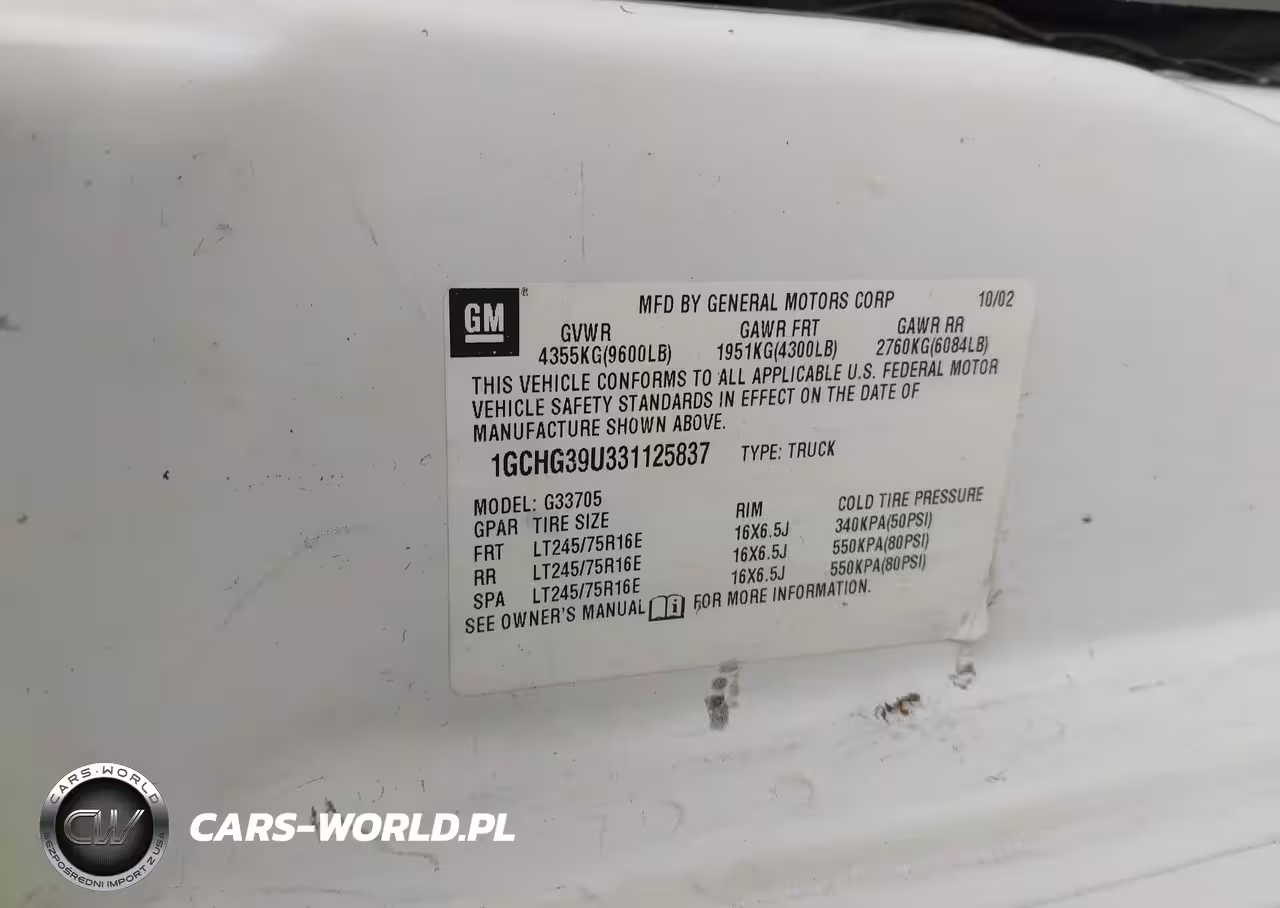 GM
®
MFD BY GENERAL MOTORS CORP 10/02
GVWR GAWR FRT GAWR RR
4355KG(9600LB) 1951KG(4300LB) 2760KG(6084LB)
THIS VEHICLE CONFORMS TO ALL APPLICABLE U.S. FEDERAL MOTOR
VEHICLE SAFETY STANDARDS IN EFFECT ON THE DATE OF
MANUFACTURE SHOWN ABOVE.
1GCHG39U331125837 TYPE: TRUCK
MODEL: G33705
GPAR TIRE SIZE RIM COLD TIRE PRESSURE
FRT LT245/75R16E 16X6.5J 340KPA(50PSI)
RR LT245/75R16E 16X6.5J 550KPA(80PSI)
SPA LT245/75R16E 16X6.5J 550KPA(80PSI)
SEE OWNER'S MANUAL i FOR MORE INFORMATION.
CARS-WORLD
CW
BEZPOŚREDNI IMPORT Z USA
CARS-WORLD.PL